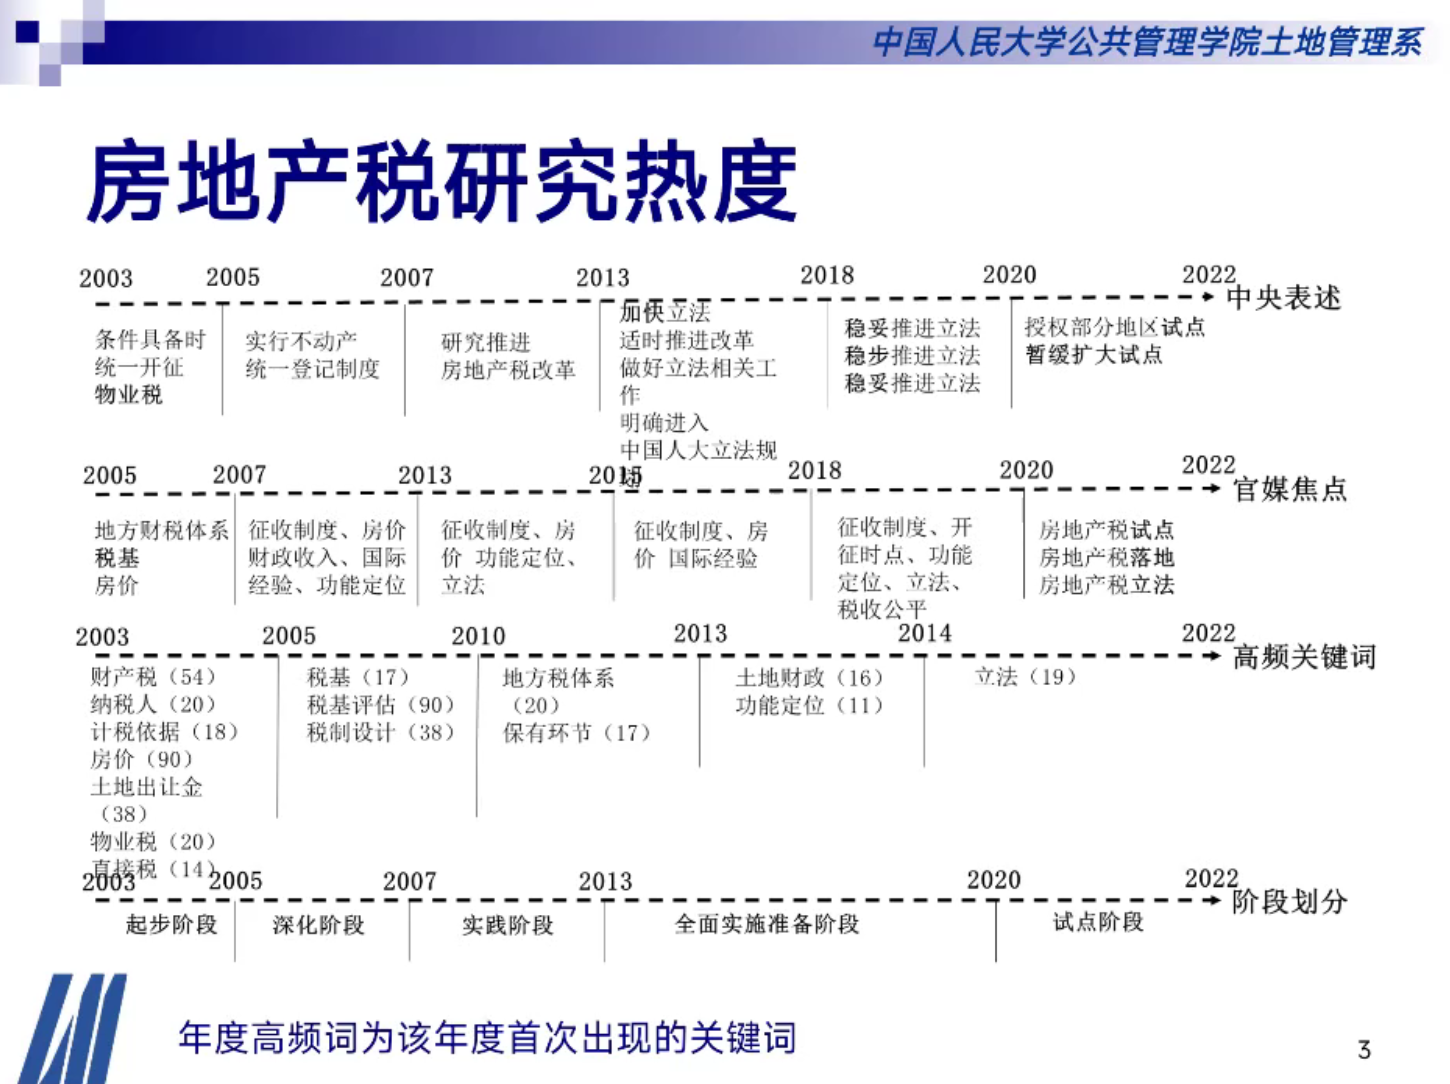 中国人民大学公共管理学院土地管理系
房地产税研究热度
2003
2005
2007
2013
2018
2020
2022
中央表述
条件具备时
统一开征
物业税
实行不动产
统一登记制度
研究推进
房地产税改革
加快立法
适时推进改革
做好立法相关工
作
明确进入
中国人大立法规
稳妥推进立法
稳步推进立法
稳妥推进立法
授权部分地区试点
暂缓扩大试点
2005
2007
2013
2015
2018
2020
2022
官媒焦点
地方财税体系
税基
房价
征收制度、房价
财政收入、国际
经验、功能定位
征收制度、房
价 功能定位、
立法
征收制度、房
价 国际经验
征收制度、开
征时点、功能
定位、立法、
税收公平
房地产税试点
房地产税落地
房地产税立法
2003
2005
2010
2013
2014
2022
高频关键词
财产税（54）
纳税人（20）
计税依据（18）
房价（90）
土地出让金
（38）
物业税（20）
直接税（14）
税基（17）
税基评估（90）
税制设计（38）
地方税体系
（20）
保有环节（17）
土地财政（16）
功能定位（11）
立法（19）
2003
2005
2007
2013
2020
2022
阶段划分
起步阶段
深化阶段
实践阶段
全面实施准备阶段
试点阶段
年度高频词为该年度首次出现的关键词
3